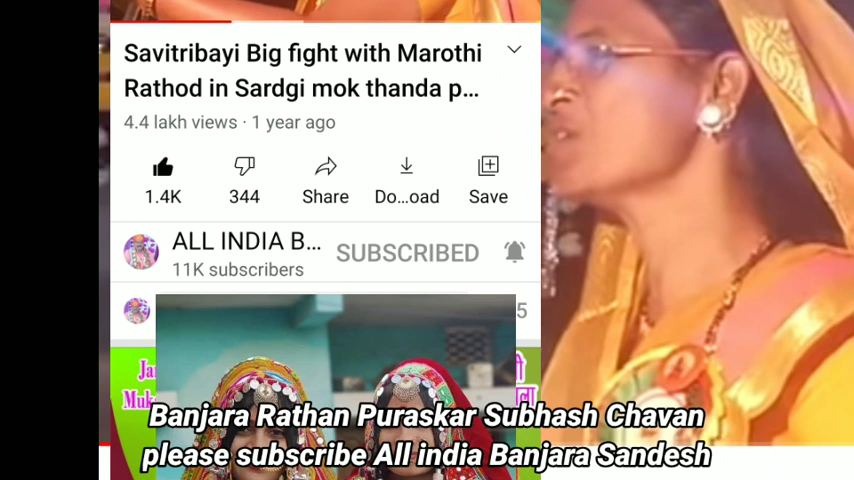 Savitribayi Big fight with Marothi
Rathod in Sardgi mok thanda p...
4.4 lakh views · 1 year ago
1.4K
344
Share
Do...oad
Save
ALL INDIA B...
SUBSCRIBED
11K subscribers
5
Jan
Muk
ला
Banjara Rathan Puraskar Subhash Chavan
please subscribe All india Banjara Sandesh